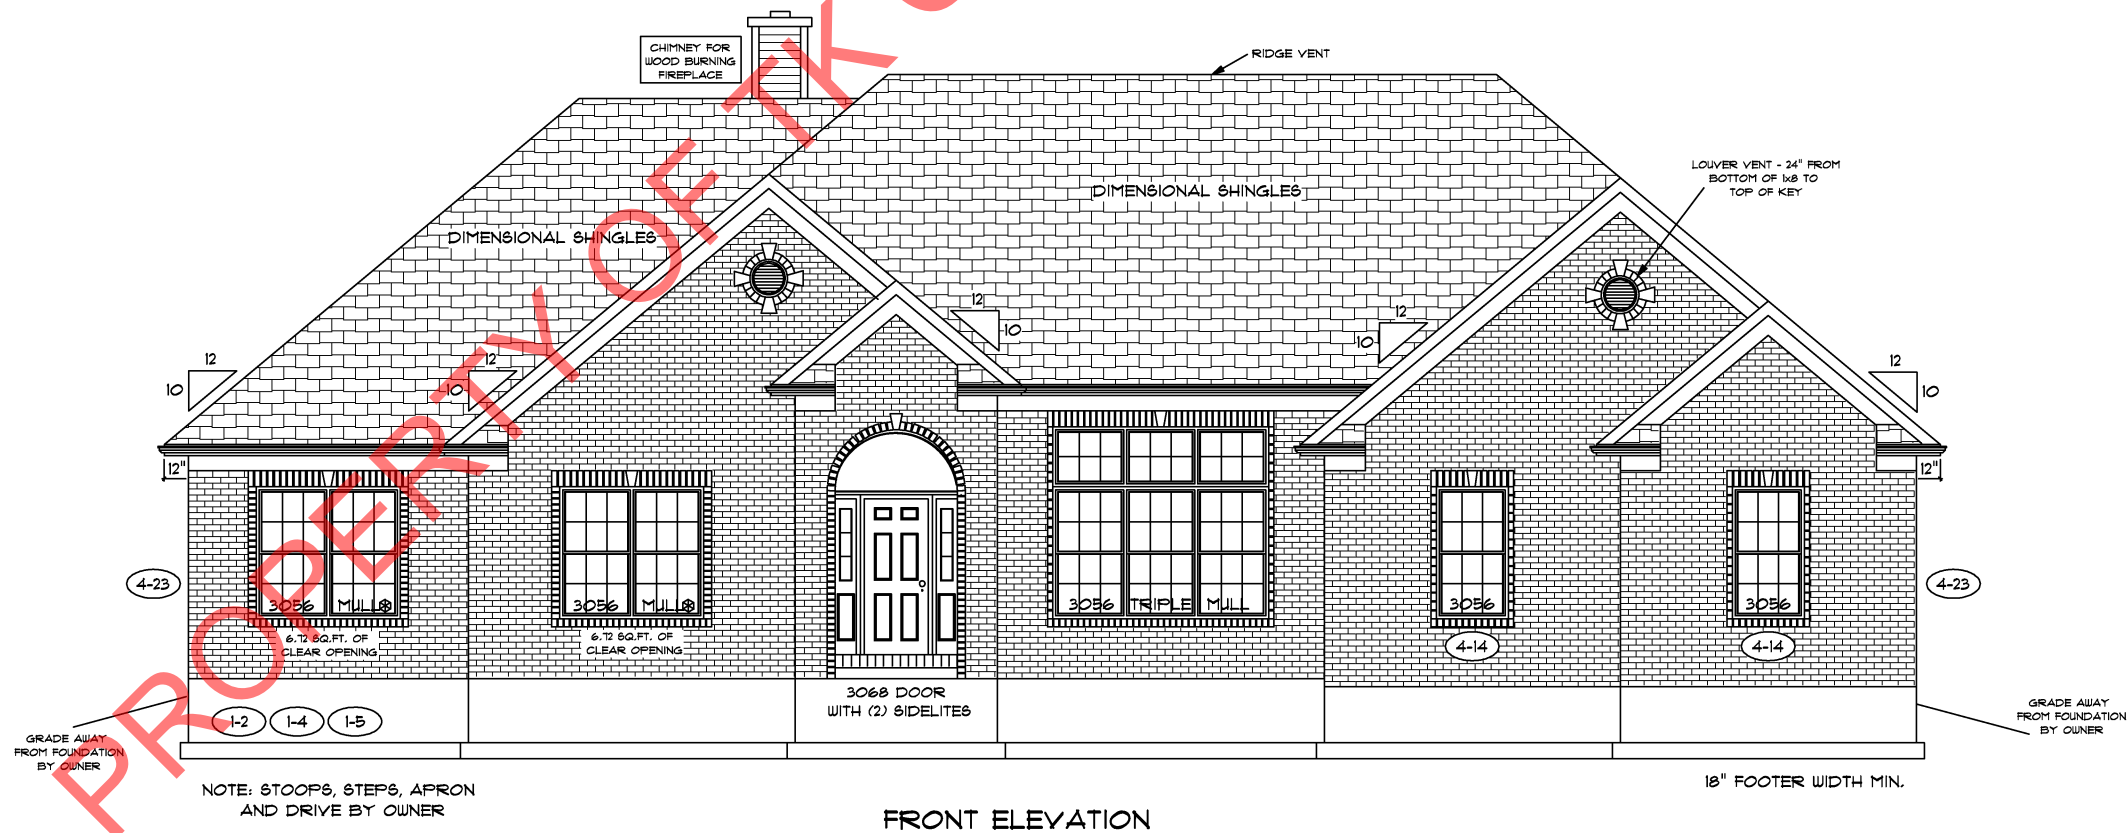 CHIMNEY FOR
WOOD BURNING
FIREPLACE
RIDGE VENT
LOUVER VENT - 24" FROM
BOTTOM OF 1x8 TO
TOP OF KEY
DIMENSIONAL SHINGLES
DIMENSIONAL SHINGLES
12
10
12
10
12
10
12
10
12
10
12"
12"
4-23
4-23
3056 MULL
3056 MULL
3056 TRIPLE MULL
3056
3056
6.72 SQ.FT. OF
CLEAR OPENING
6.72 SQ.FT. OF
CLEAR OPENING
4-14
4-14
3068 DOOR
WITH (2) SIDELITES
1-2
1-4
1-5
GRADE AWAY
FROM FOUNDATION
BY OWNER
GRADE AWAY
FROM FOUNDATION
BY OWNER
NOTE: STOOPS, STEPS, APRON
AND DRIVE BY OWNER
18" FOOTER WIDTH MIN.
FRONT ELEVATION
PROPERTY OF TK